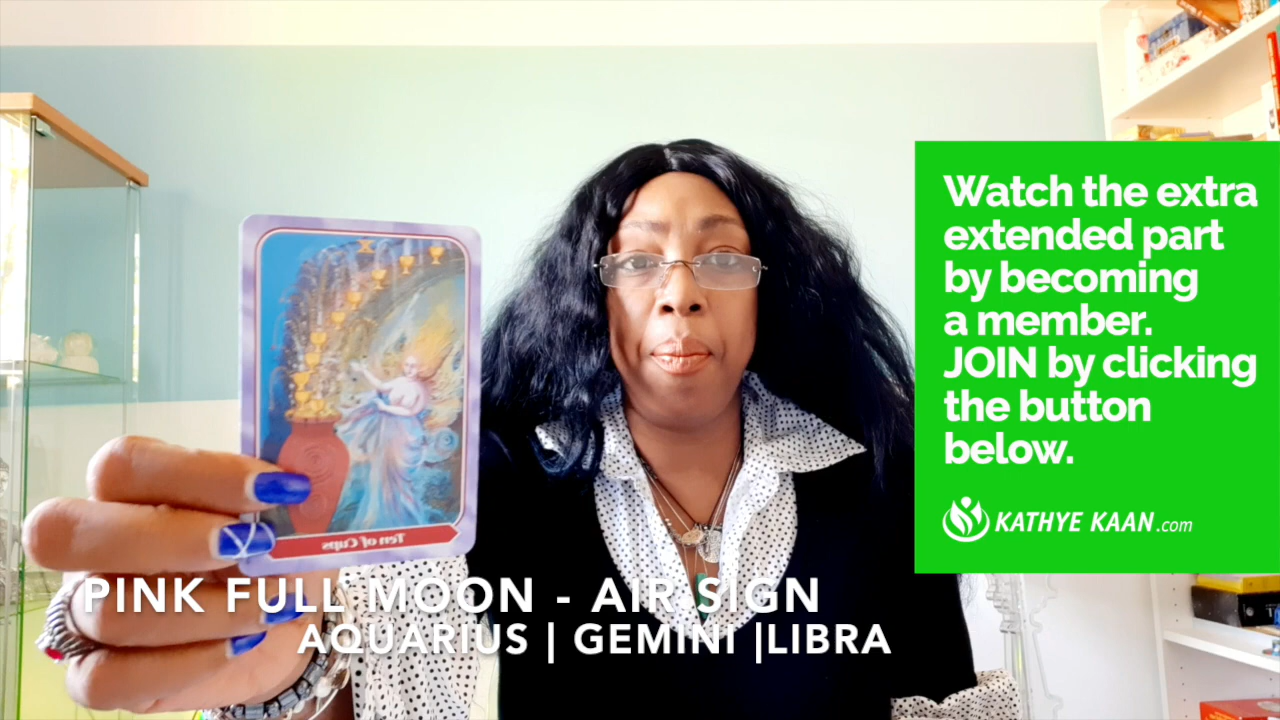 Watch the extra
extended part
by becoming
a member.
JOIN by clicking
the button
below.
KATHYE KAAN.com
X
Ten of Cups
PINK FULL MOON - AIR SIGN
AQUARIUS | GEMINI |LIBRA